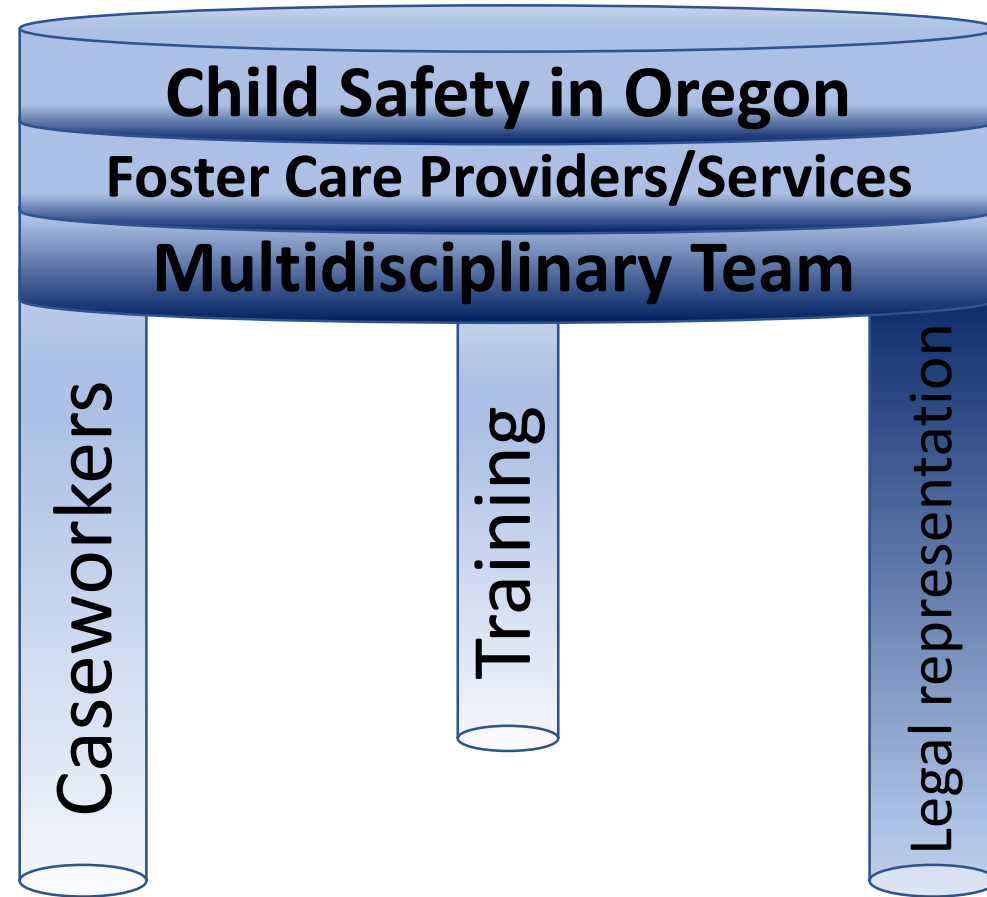 Child Safety in Oregon
Foster Care Providers/Services
Multidisciplinary Team
Caseworkers
Training
Legal representation